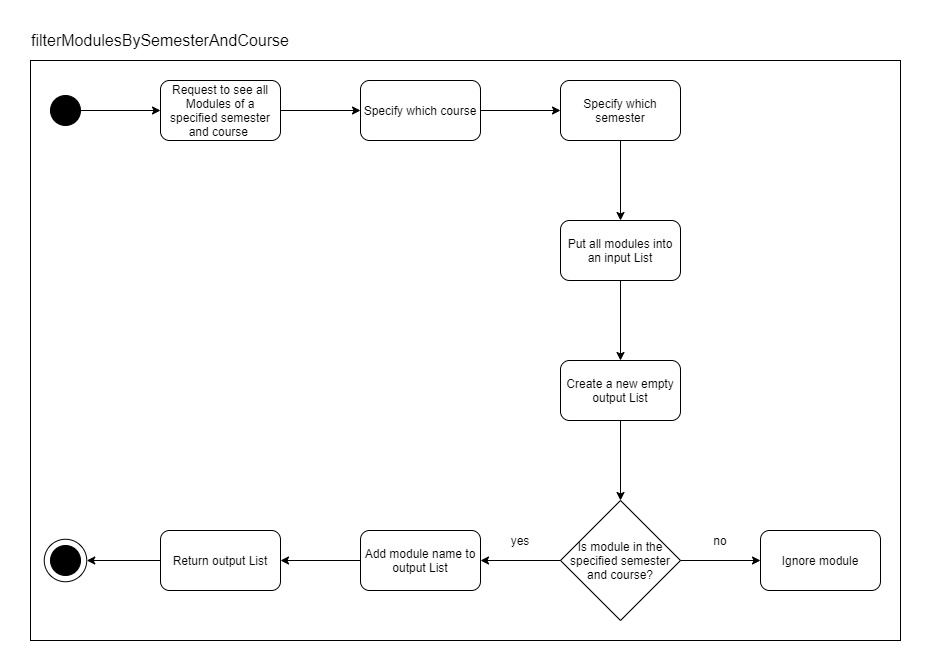 filterModulesBySemesterAndCourse
Request to see all
Modules of a
specified semester
and course
Specify which course
Specify which
semester
Put all modules into
an input List
Create a new empty
output List
Is module in the
specified semester
and course?
yes
no
Add module name to
output List
Return output List
Ignore module